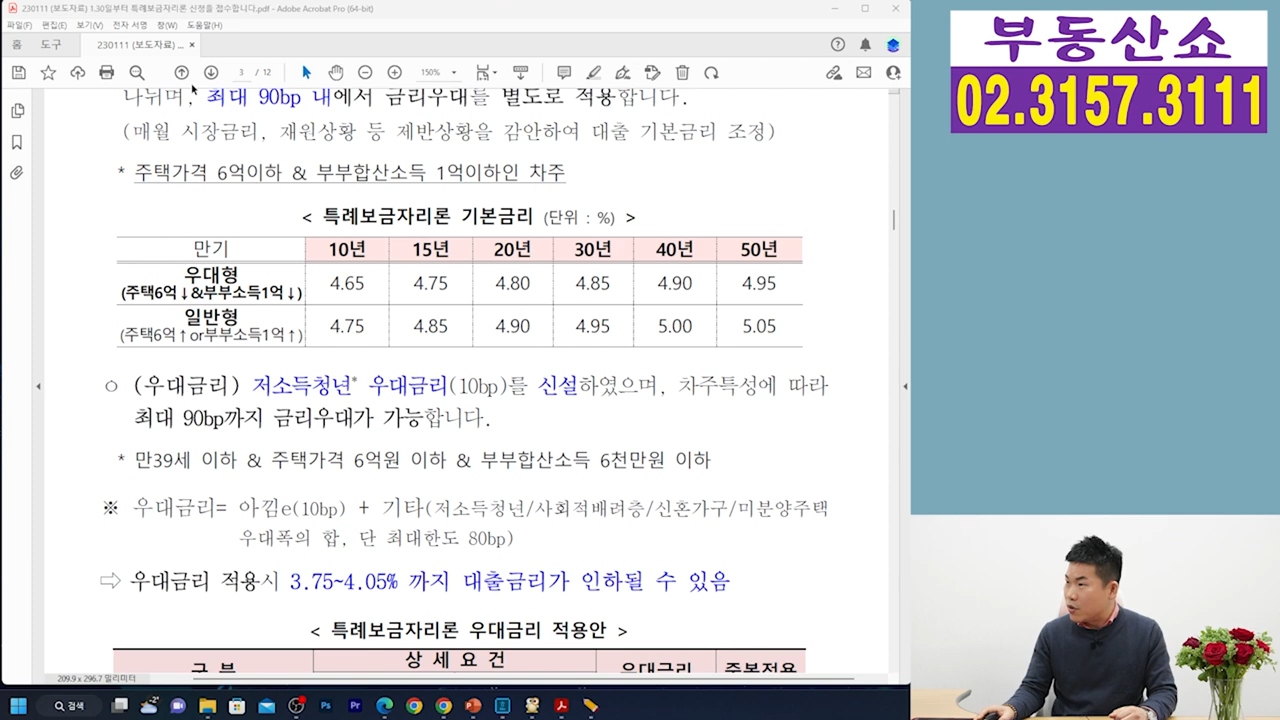 230111 (보도자료) 1.30일부터 특례보금자리론 신청을 접수합니다.pdf - Adobe Acrobat Pro (64-bit)
파일(F) 편집(E) 보기(V) 전자 서명 창(W) 도움말(H)
홈 도구 230111 (보도자료) ... ×
3 / 12 150%
나뉘며, 최대 90bp 내에서 금리우대를 별도로 적용합니다.
(매월 시장금리, 재원상황 등 제반상황을 감안하여 대출 기본금리 조정)
* 주택가격 6억이하 & 부부합산소득 1억이하인 차주
< 특례보금자리론 기본금리 (단위 : %) >
만기 10년 15년 20년 30년 40년 50년
우대형
(주택6억↓&부부소득1억↓) 4.65 4.75 4.80 4.85 4.90 4.95
일반형
(주택6억↑or부부소득1억↑) 4.75 4.85 4.90 4.95 5.00 5.05
○ (우대금리) 저소득청년* 우대금리(10bp)를 신설하였으며, 차주특성에 따라
최대 90bp까지 금리우대가 가능합니다.
* 만39세 이하 & 주택가격 6억원 이하 & 부부합산소득 6천만원 이하
※ 우대금리= 아낌e(10bp) + 기타(저소득청년/사회적배려층/신혼가구/미분양주택
우대폭의 합, 단 최대한도 80bp)
⇨ 우대금리 적용시 3.75~4.05% 까지 대출금리가 인하될 수 있음
< 특례보금자리론 우대금리 적용안 >
구 분 상 세 요 건 우대금리 중복적용
209.9 x 296.7 밀리미터
검색
부동산쇼
02.3157.3111